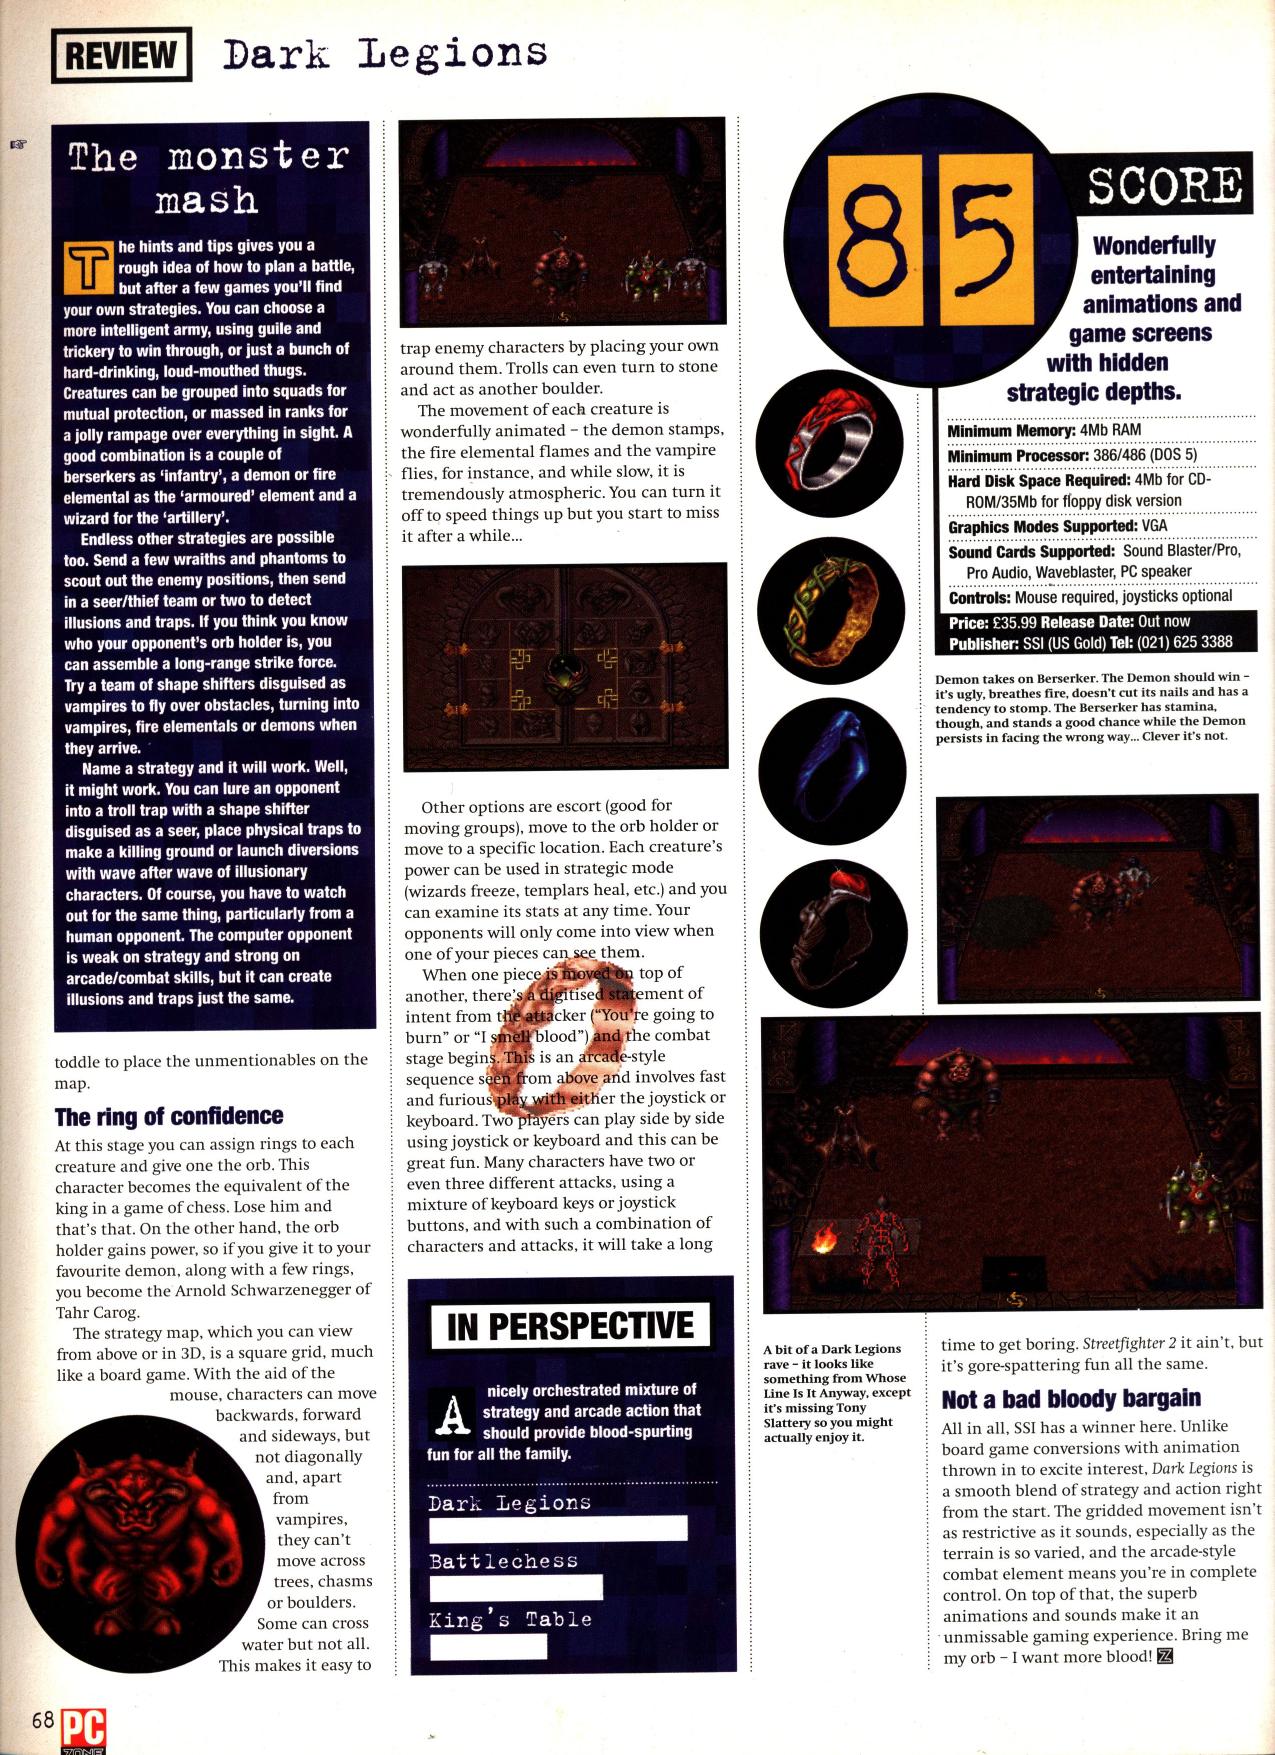 REVIEW Dark Legions
The monster
mash
The hints and tips gives you a
rough idea of how to plan a battle,
but after a few games you'll find
your own strategies. You can choose a
more intelligent army, using guile and
trickery to win through, or just a bunch of
hard-drinking, loud-mouthed thugs.
Creatures can be grouped into squads for
mutual protection, or massed in ranks for
a jolly rampage over everything in sight. A
good combination is a couple of
berserkers as ‘infantry’, a demon or fire
elemental as the ‘armoured’ element and a
wizard for the ‘artillery’.
Endless other strategies are possible
too. Send a few wraiths and phantoms to
scout out the enemy positions, then send
in a seer/thief team or two to detect
illusions and traps. If you think you know
who your opponent's orb holder is, you
can assemble a long-range strike force.
Try a team of shape shifters disguised as
vampires to fly over obstacles, turning into
vampires, fire elementals or demons when
they arrive.
Name a strategy and it will work. Well,
it might work. You can lure an opponent
into a troll trap with a shape shifter
disguised as a seer, place physical traps to
make a killing ground or launch diversions
with wave after wave of illusionary
characters. Of course, you have to watch
out for the same thing, particularly from a
human opponent. The computer opponent
is weak on strategy and strong on
arcade/combat skills, but it can create
illusions and traps just the same.
toddle to place the unmentionables on the
map.
The ring of confidence
At this stage you can assign rings to each
creature and give one the orb. This
character becomes the equivalent of the
king in a game of chess. Lose him and
that's that. On the other hand, the orb
holder gains power, so if you give it to your
favourite demon, along with a few rings,
you become the Arnold Schwarzenegger of
Tahr Carog.
The strategy map, which you can view
from above or in 3D, is a square grid, much
like a board game. With the aid of the
mouse, characters can move
backwards, forward
and sideways, but
not diagonally
and, apart
from
vampires,
they can't
move across
trees, chasms
or boulders.
Some can cross
water but not all.
This makes it easy to
trap enemy characters by placing your own
around them. Trolls can even turn to stone
and act as another boulder.
The movement of each creature is
wonderfully animated – the demon stamps,
the fire elemental flames and the vampire
flies, for instance, and while slow, it is
tremendously atmospheric. You can turn it
off to speed things up but you start to miss
it after a while...
Other options are escort (good for
moving groups), move to the orb holder or
move to a specific location. Each creature's
power can be used in strategic mode
(wizards freeze, templars heal, etc.) and you
can examine its stats at any time. Your
opponents will only come into view when
one of your pieces can see them.
When one piece is moved on top of
another, there's a digitised statement of
intent from the attacker (“You're going to
burn” or “I smell blood”) and the combat
stage begins. This is an arcade-style
sequence seen from above and involves fast
and furious play with either the joystick or
keyboard. Two players can play side by side
using joystick or keyboard and this can be
great fun. Many characters have two or
even three different attacks, using a
mixture of keyboard keys or joystick
buttons, and with such a combination of
characters and attacks, it will take a long
IN PERSPECTIVE
A nicely orchestrated mixture of
strategy and arcade action that
should provide blood-spurting
fun for all the family.
Dark Legions
Battlechess
King's Table
85 SCORE
Wonderfully
entertaining
animations and
game screens
with hidden
strategic depths.
Minimum Memory: 4Mb RAM
Minimum Processor: 386/486 (DOS 5)
Hard Disk Space Required: 4Mb for CD-
ROM/35Mb for floppy disk version
Graphics Modes Supported: VGA
Sound Cards Supported: Sound Blaster/Pro,
Pro Audio, Waveblaster, PC speaker
Controls: Mouse required, joysticks optional
Price: £35.99 Release Date: Out now
Publisher: SSI (US Gold) Tel: (021) 625 3388
Demon takes on Berserker. The Demon should win –
it's ugly, breathes fire, doesn't cut its nails and has a
tendency to stomp. The Berserker has stamina,
though, and stands a good chance while the Demon
persists in facing the wrong way... Clever it's not.
A bit of a Dark Legions
rave – it looks like
something from Whose
Line Is It Anyway, except
it's missing Tony
Slattery so you might
actually enjoy it.
time to get boring. Streetfighter 2 it ain't, but
it's gore-spattering fun all the same.
Not a bad bloody bargain
All in all, SSI has a winner here. Unlike
board game conversions with animation
thrown in to excite interest, Dark Legions is
a smooth blend of strategy and action right
from the start. The gridded movement isn't
as restrictive as it sounds, especially as the
terrain is so varied, and the arcade-style
combat element means you're in complete
control. On top of that, the superb
animations and sounds make it an
unmissable gaming experience. Bring me
my orb – I want more blood! Z
68 PC
ZONE